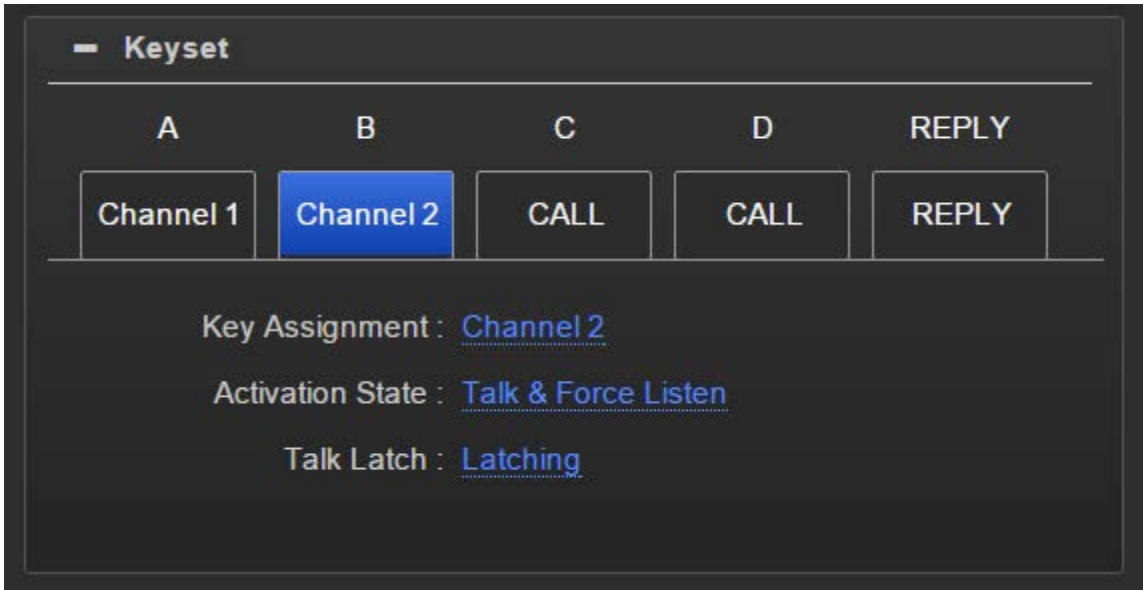 Keyset
A B C D REPLY
Channel 1 Channel 2 CALL CALL REPLY
Key Assignment : Channel 2
Activation State : Talk & Force Listen
Talk Latch : Latching